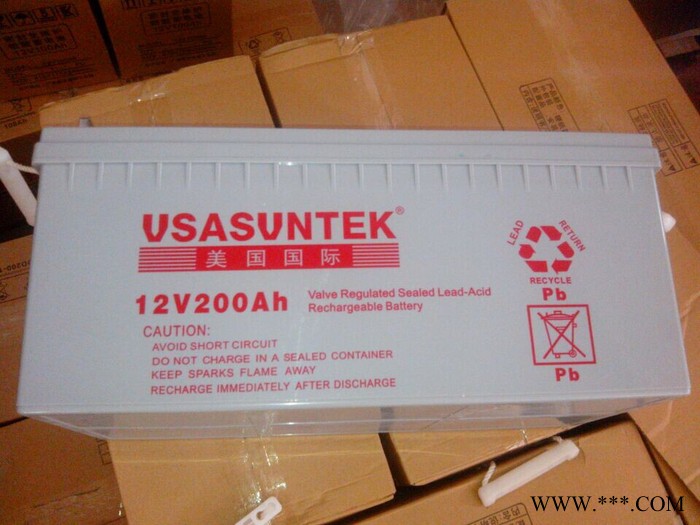 VSASVNTEK®
美国国际
12V200Ah
Valve Regulated Sealed Lead-Acid
Rechargeable Battery
CAUTION:
AVOID SHORT CIRCUIT
DO NOT CHARGE IN A SEALED CONTAINER
KEEP SPARKS FLAME AWAY
RECHARGE IMMEDIATELY AFTER DISCHARGE
LEAD RETURN
RECYCLE
Pb
Pb
WWW.***.COM